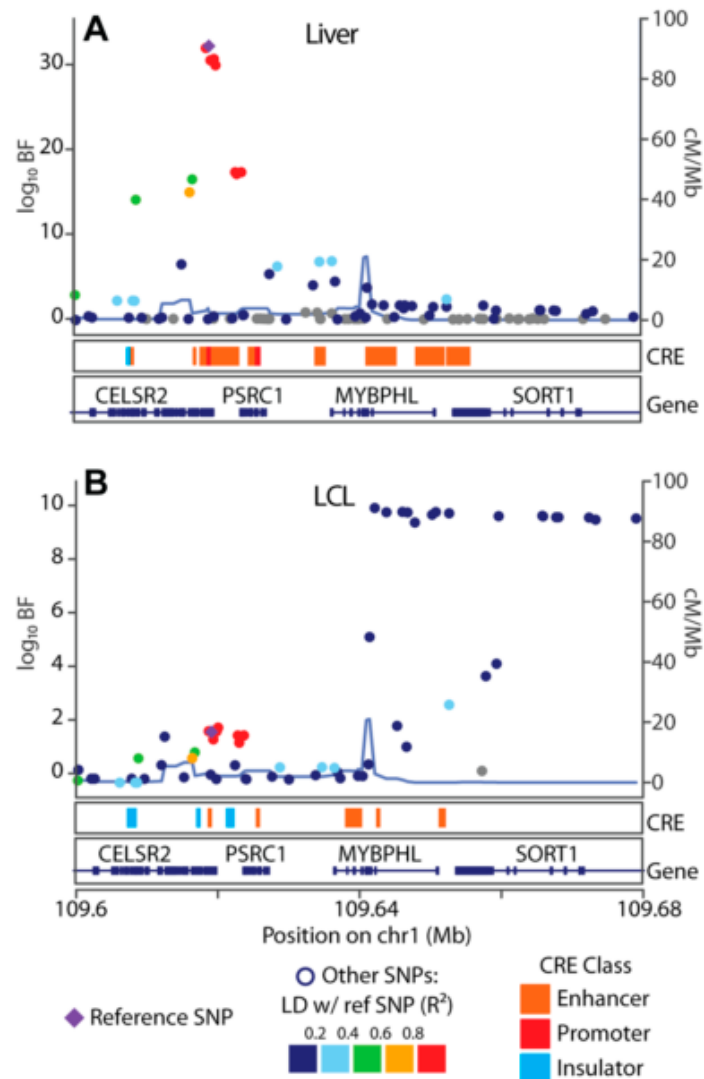 A
Liver
30
20
10
0
log₁₀ BF
100
80
60
40
20
0
cM/Mb
CRE
CELSR2 PSRC1 MYBPHL SORT1
Gene
B
LCL
10
8
6
4
2
0
log₁₀ BF
100
80
60
40
20
0
cM/Mb
CRE
CELSR2 PSRC1 MYBPHL SORT1
Gene
109.6 109.64 109.68
Position on chr1 (Mb)
Reference SNP
Other SNPs:
LD w/ ref SNP (R²)
0.2 0.4 0.6 0.8
CRE Class
Enhancer
Promoter
Insulator